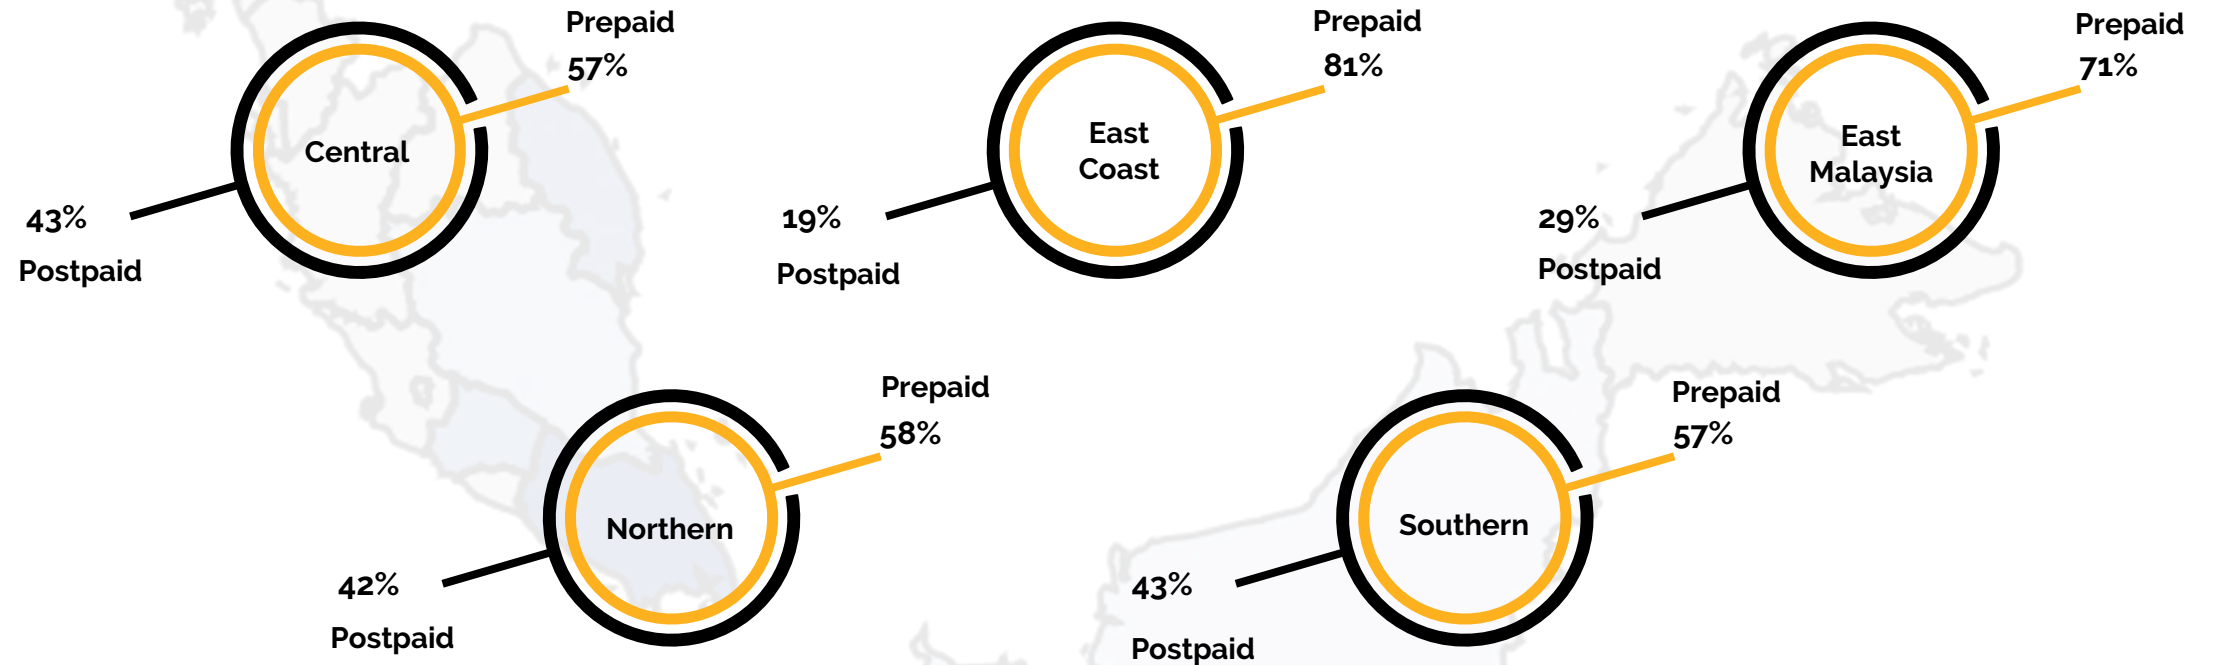 Prepaid
57%
Central
43%
Postpaid
Prepaid
81%
East
Coast
19%
Postpaid
Prepaid
71%
East
Malaysia
29%
Postpaid
Prepaid
58%
Northern
42%
Postpaid
Prepaid
57%
Southern
43%
Postpaid